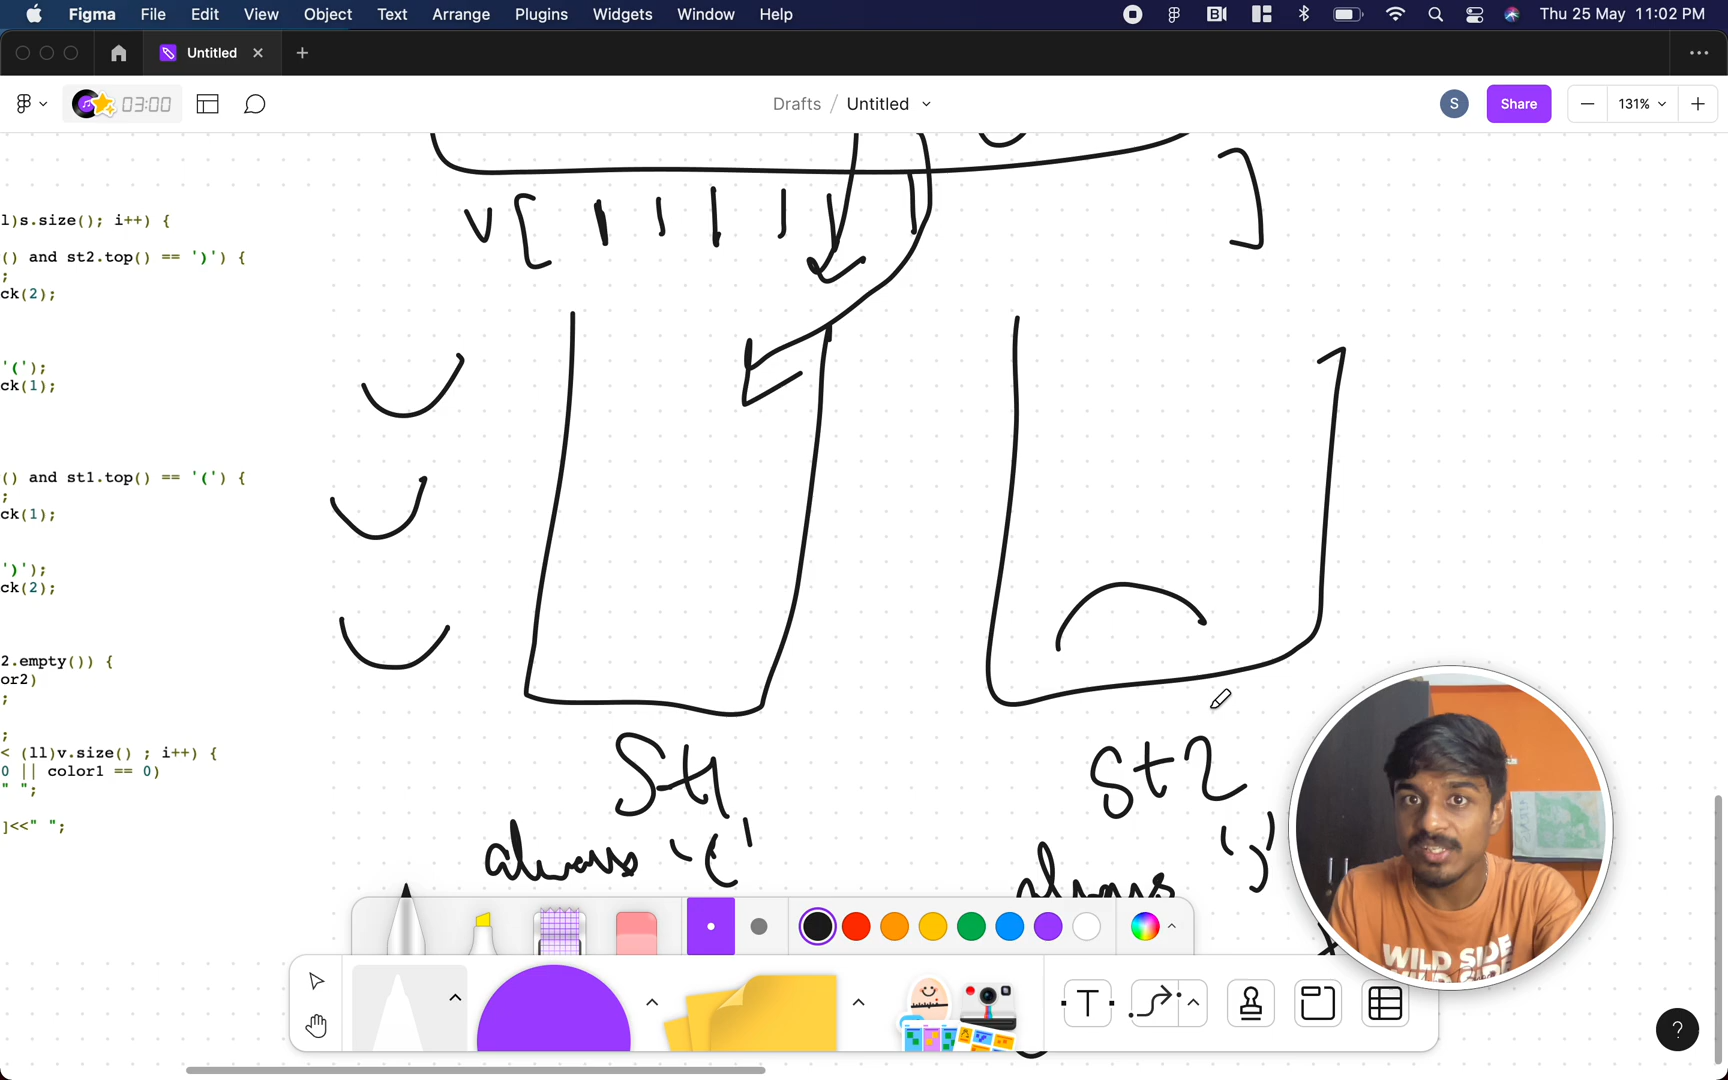 Figma File Edit View Object Text Arrange Plugins Widgets Window Help Thu 25 May 11:02 PM
Untitled
03:00 Drafts / Untitled S Share 131%
v [ ]
l)s.size(); i++) {
() and st2.top() == ')') {
;
ck(2);
'(');
ck(1);
() and st1.top() == '(') {
;
ck(1);
')');
ck(2);
2.empty()) {
or2)
;
;
< (ll)v.size() ; i++) {
0 || color1 == 0)
" ";
]<<" ";
St1 St2
always '(' always ')'
WILD SIDE
T
?